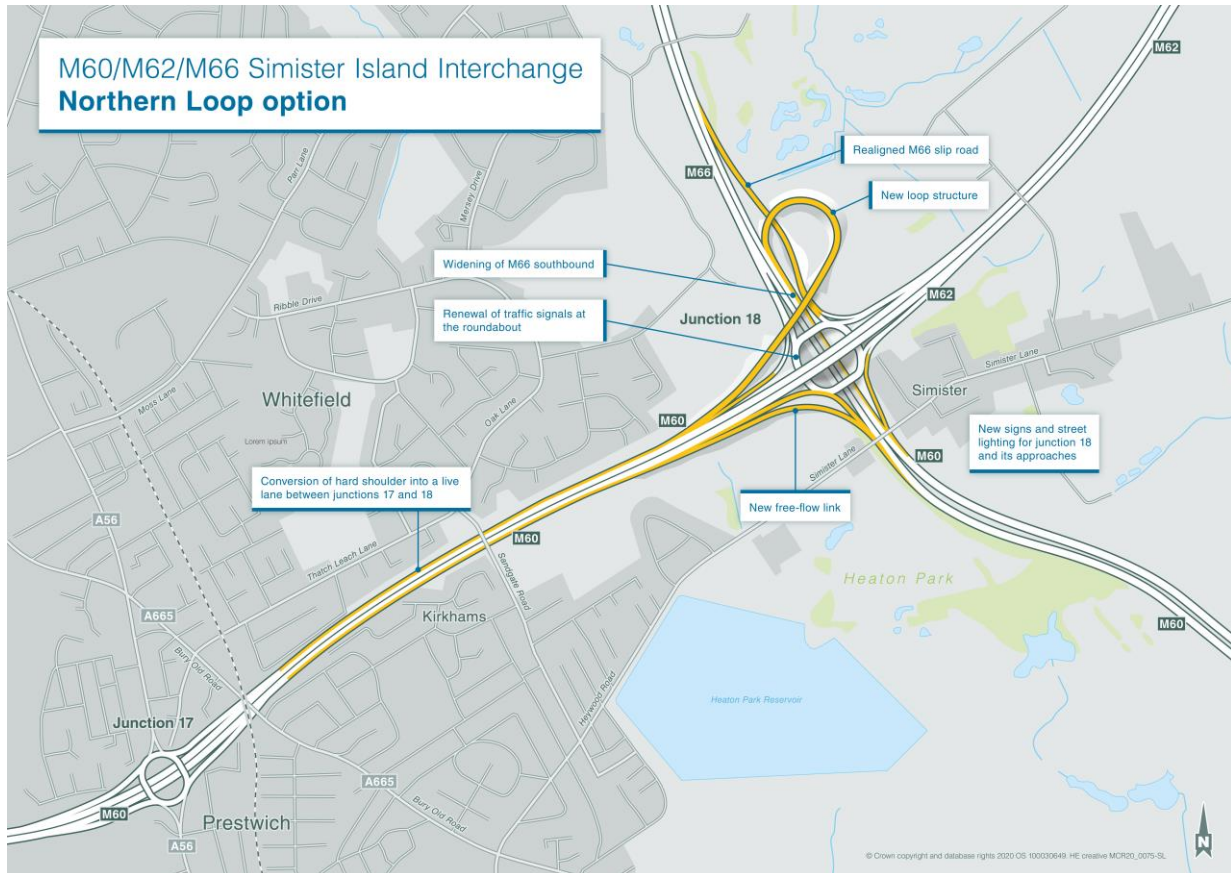 M60/M62/M66 Simister Island Interchange
Northern Loop option
M62
Realigned M66 slip road
M66
New loop structure
Parr Lane
Mersey Drive
Widening of M66 southbound
M62
Ribble Drive
Renewal of traffic signals at
the roundabout
Junction 18
Simister Lane
Moss Lane
Whitefield
Simister
Oak Lane
M60
Lorem ipsum
New signs and street
lighting for junction 18
and its approaches
M60
Simister Lane
Conversion of hard shoulder into a live
lane between junctions 17 and 18
New free-flow link
A56
M60
Thatch Leach Lane
Sandgate Road
Heaton Park
A665
Kirkhams
M60
Bury Old Road
Heywood Road
Heaton Park Reservoir
Junction 17
A665
Bury Old Road
M60
Prestwich
A56
N
© Crown copyright and database rights 2020 OS 100030649. HE creative MCR20_0075-SL